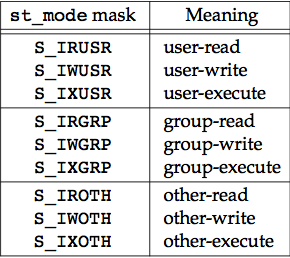 st_mode mask Meaning
S_IRUSR user-read
S_IWUSR user-write
S_IXUSR user-execute
S_IRGRP group-read
S_IWGRP group-write
S_IXGRP group-execute
S_IROTH other-read
S_IWOTH other-write
S_IXOTH other-execute